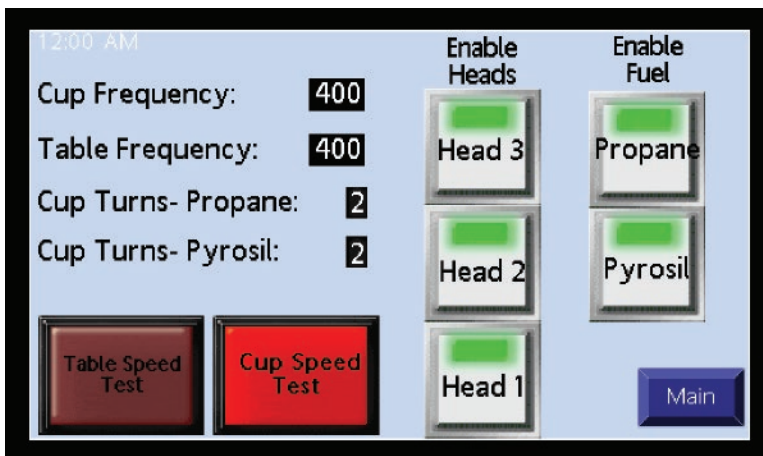 12:00 AM
Cup Frequency: 400
Table Frequency: 400
Cup Turns- Propane: 2
Cup Turns- Pyrosil: 2
Table Speed
Test
Cup Speed
Test
Enable
Heads
Head 3
Head 2
Head 1
Enable
Fuel
Propane
Pyrosil
Main